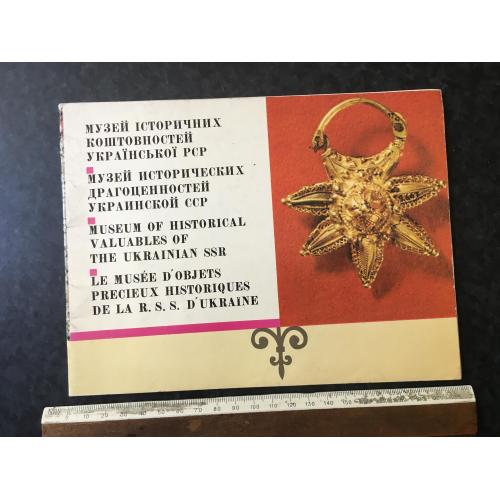 МУЗЕЙ ІСТОРИЧНИХ
КОШТОВНОСТЕЙ
УКРАЇНСЬКОЇ РСР
МУЗЕЙ ИСТОРИЧЕСКИХ
ДРАГОЦЕННОСТЕЙ
УКРАИНСКОЙ ССР
MUSEUM OF HISTORICAL
VALUABLES OF
THE UKRAINIAN SSR
LE MUSÉE D'OBJETS
PRECIEUX HISTORIQUES
DE LA R. S. S. D'UKRAÏNE